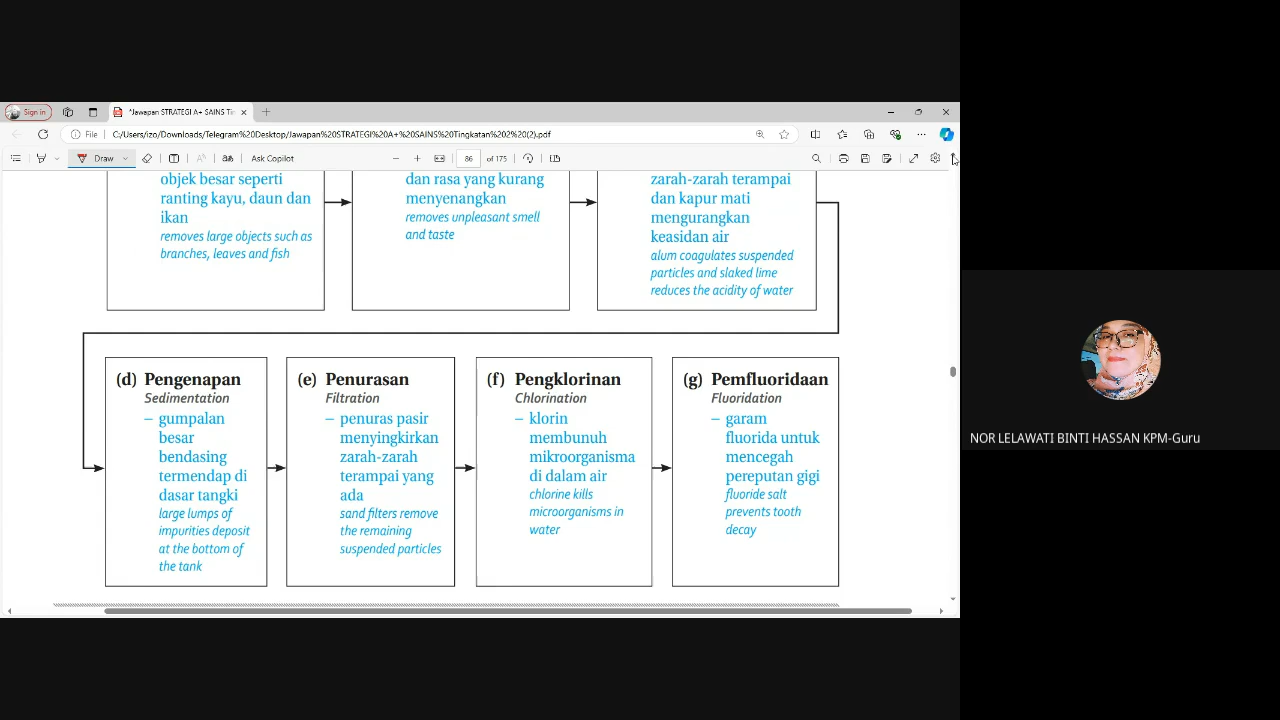 Sign in
*Jawapan STRATEGI A+ SAINS Tin
File
C:/Users/izo/Downloads/Telegram%20Desktop/Jawapan%20STRATEGI%20A+%20SAINS%20Tingkatan%202%20(2).pdf
Draw
Ask Copilot
86 of 175
objek besar seperti
ranting kayu, daun dan
ikan
removes large objects such as
branches, leaves and fish
dan rasa yang kurang
menyenangkan
removes unpleasant smell
and taste
zarah-zarah terampai
dan kapur mati
mengurangkan
keasidan air
alum coagulates suspended
particles and slaked lime
reduces the acidity of water
(d) Pengenapan
Sedimentation
– gumpalan
besar
bendasing
termendap di
dasar tangki
large lumps of
impurities deposit
at the bottom of
the tank
(e) Penurasan
Filtration
– penuras pasir
menyingkirkan
zarah-zarah
terampai yang
ada
sand filters remove
the remaining
suspended particles
(f) Pengklorinan
Chlorination
– klorin
membunuh
mikroorganisma
di dalam air
chlorine kills
microorganisms in
water
(g) Pemfluoridaan
Fluoridation
– garam
fluorida untuk
mencegah
pereputan gigi
fluoride salt
prevents tooth
decay
NOR LELAWATI BINTI HASSAN KPM-Guru